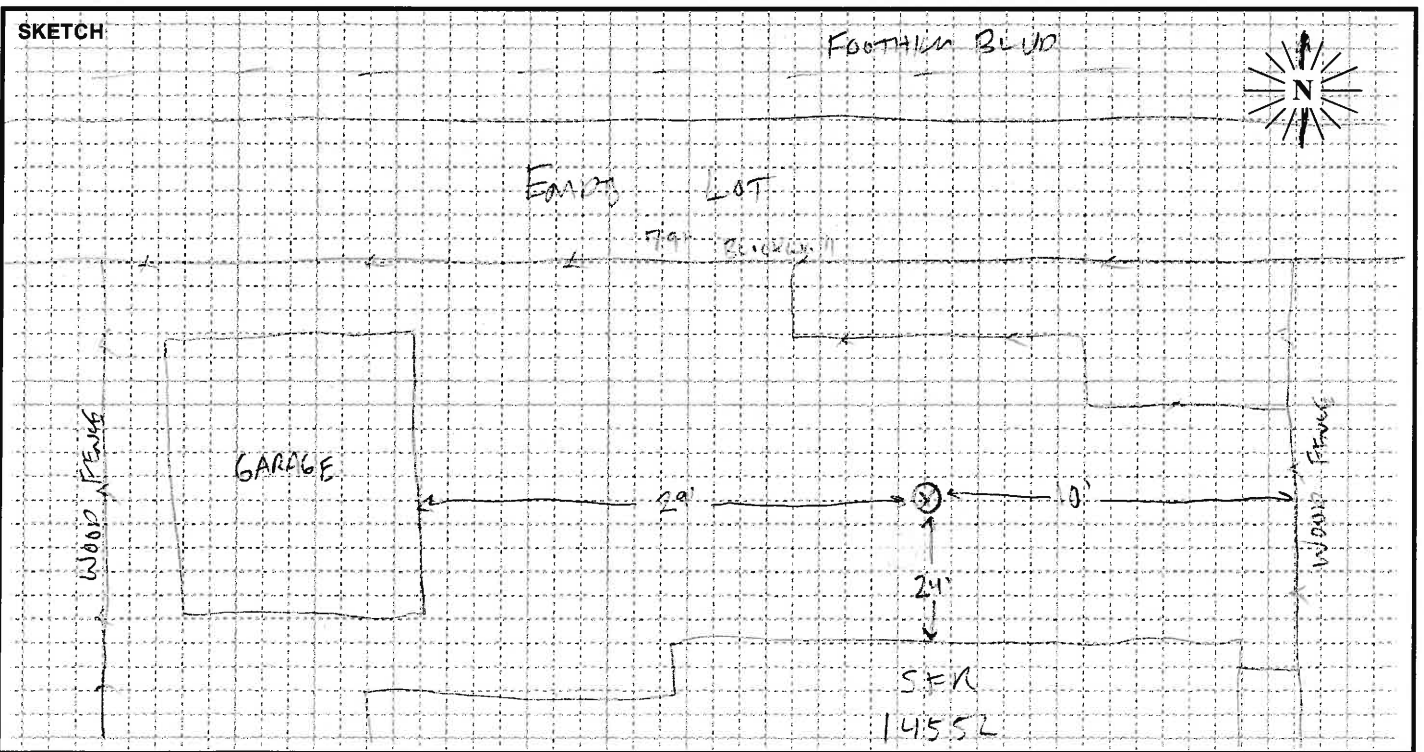 SKETCH
FOOTHILL BLVD
N
EMPTY LOT
GARAGE
WOOD FENCE
29'
10'
WOOD FENCE
24'
SFR
14552